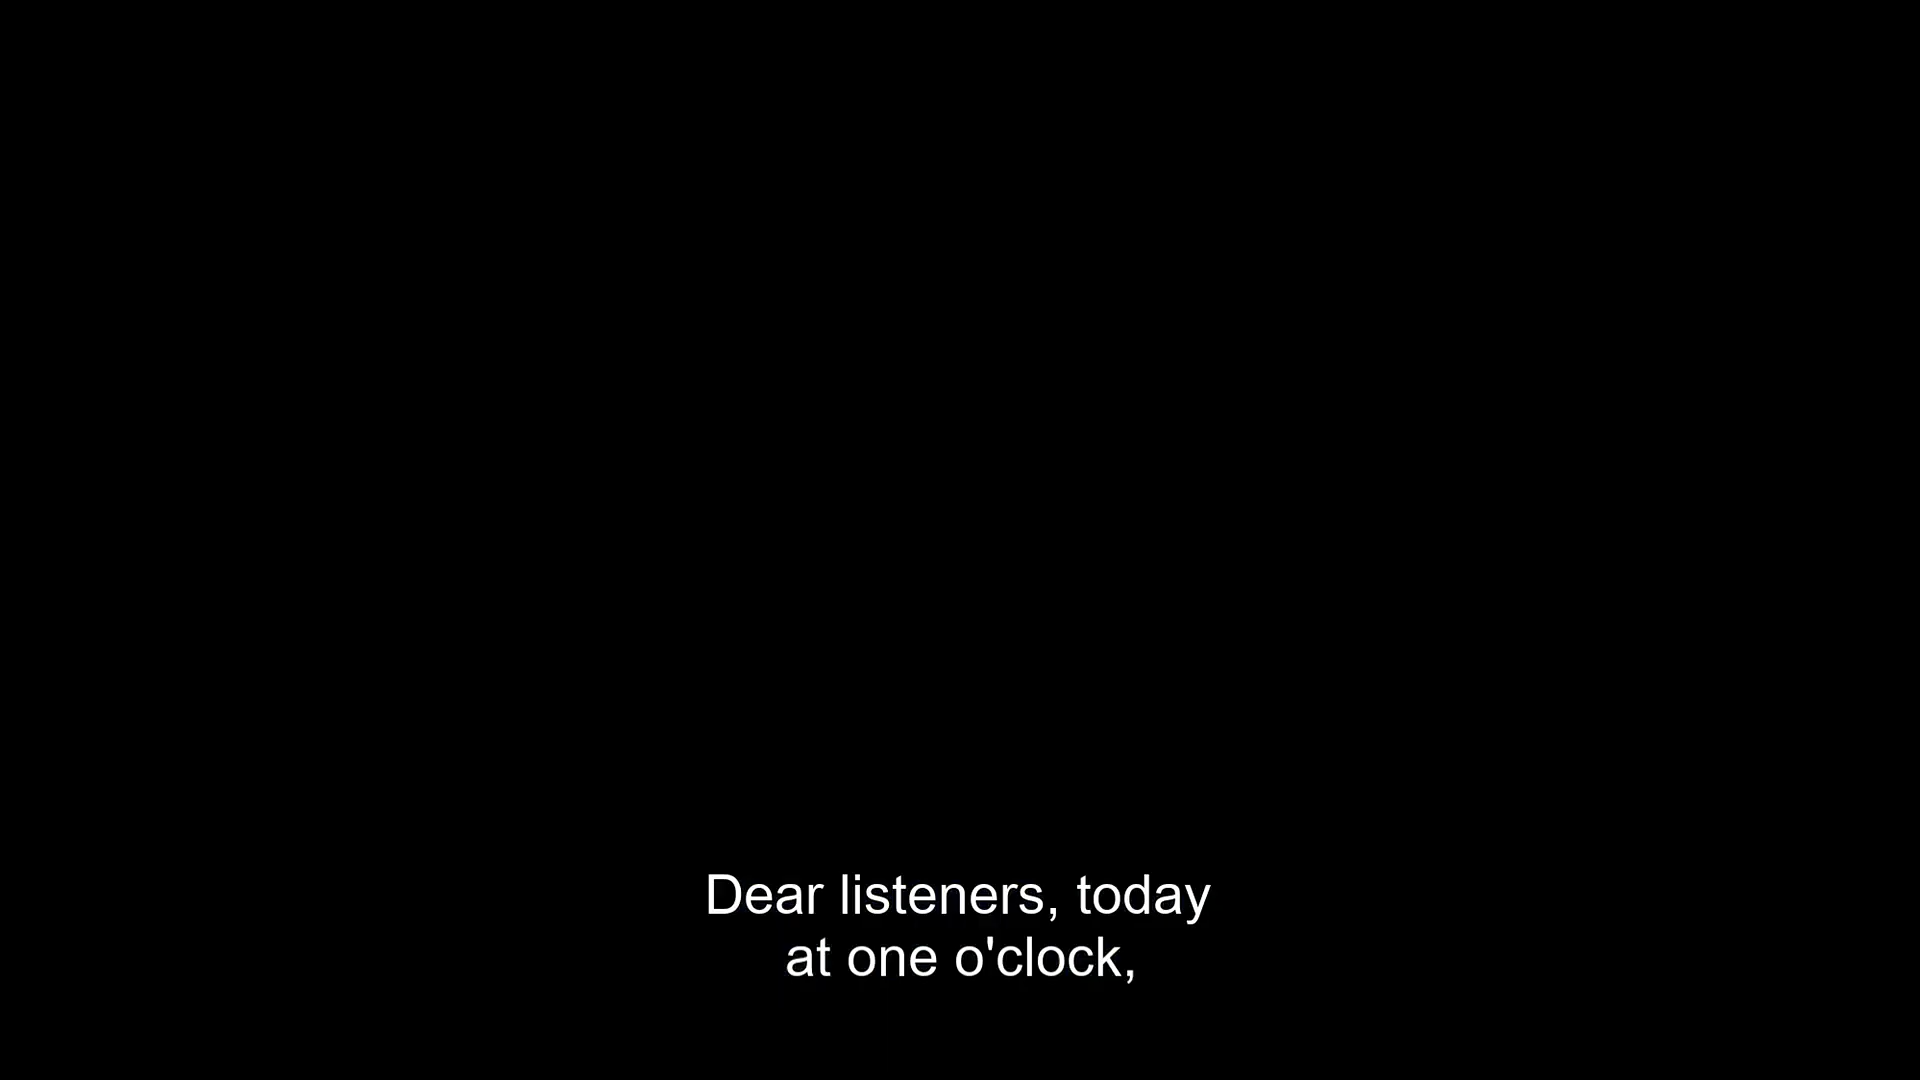 Dear listeners, today
at one o'clock,